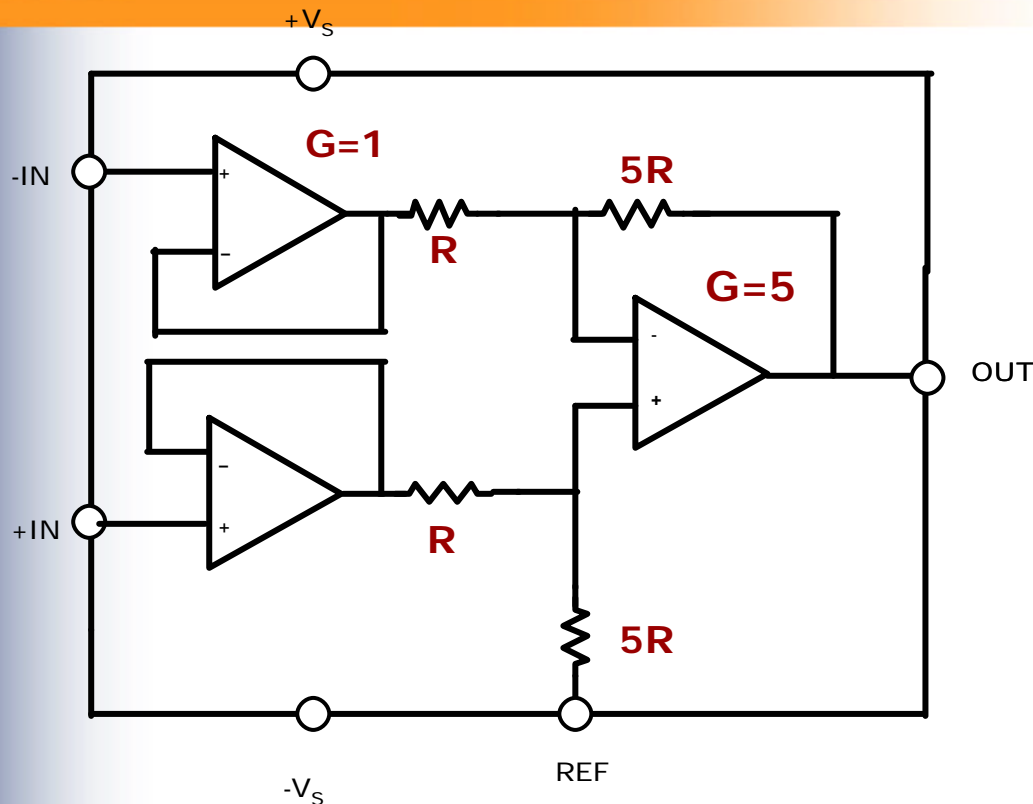 +VS
G=1
-IN
+
−
R
5R
G=5
-
+
OUT
−
+
+IN
R
5R
REF
-VS